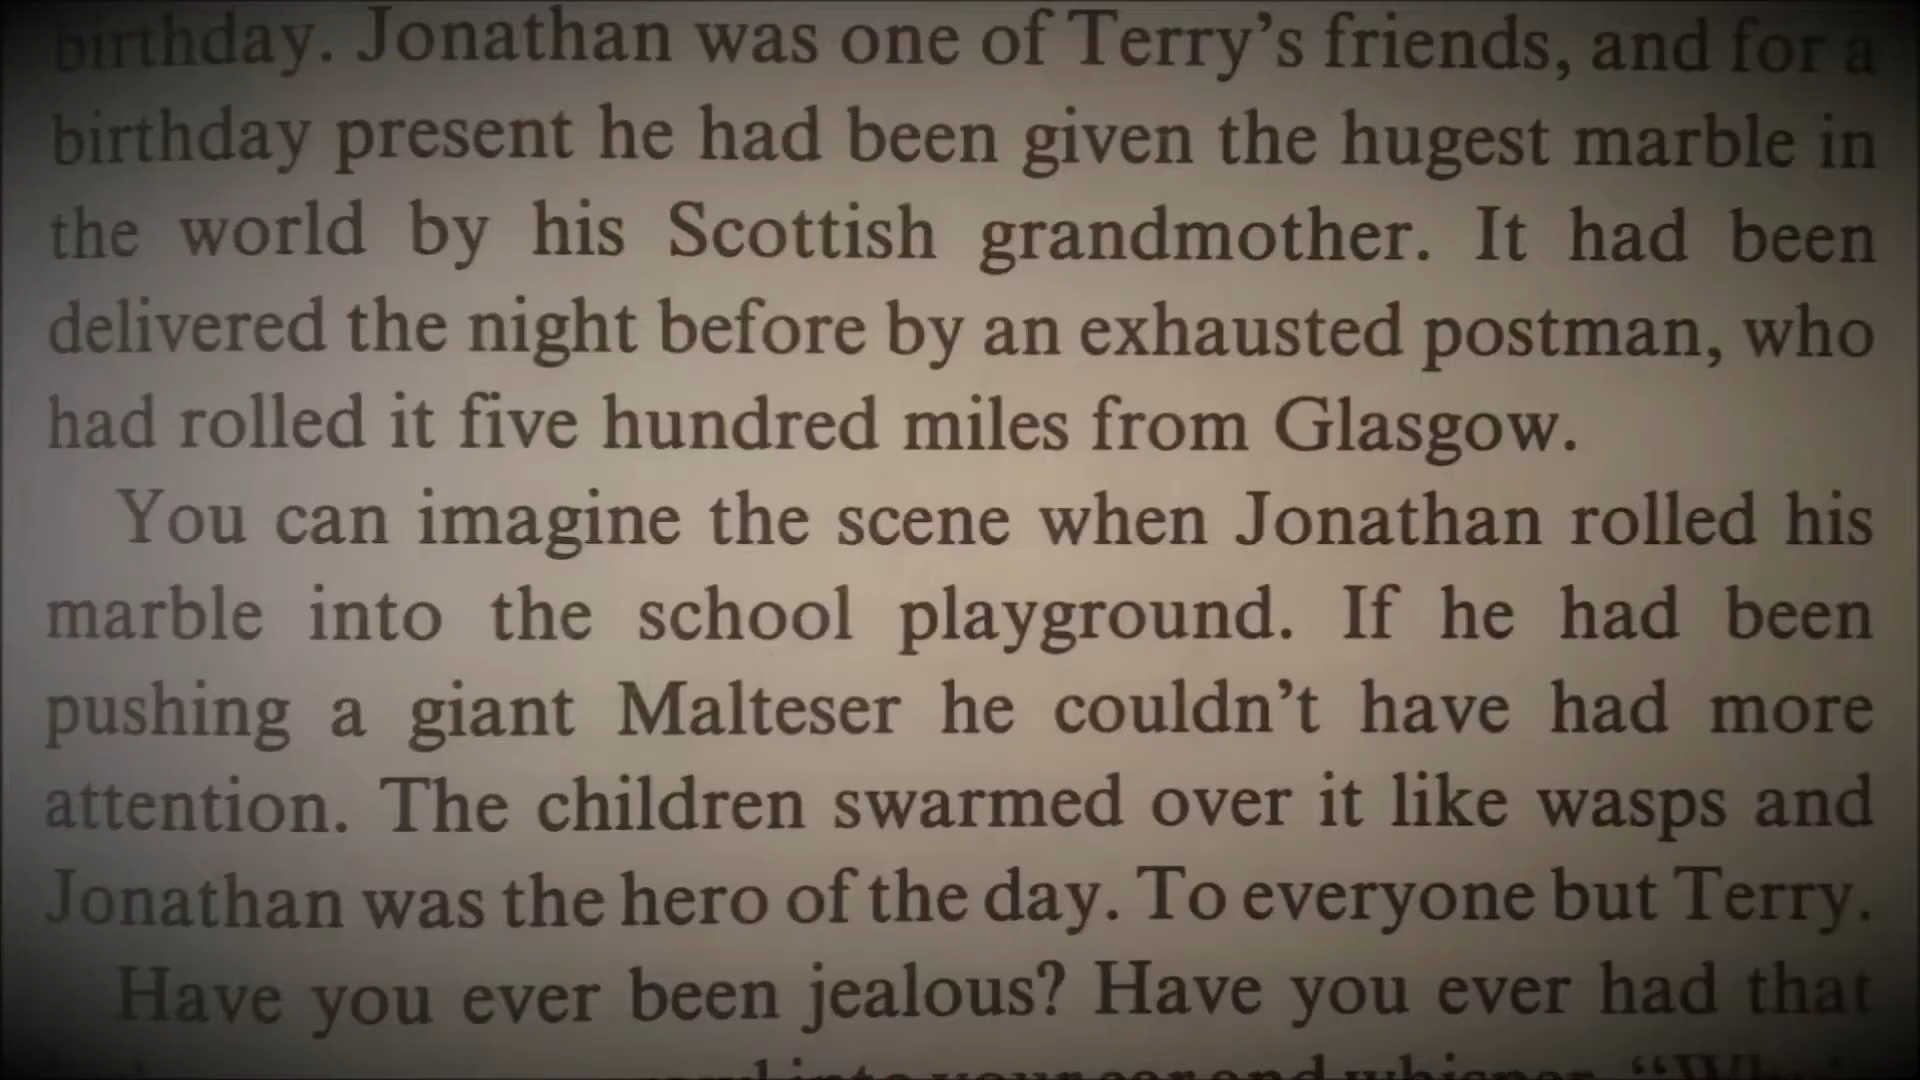 birthday. Jonathan was one of Terry's friends, and for a
birthday present he had been given the hugest marble in
the world by his Scottish grandmother. It had been
delivered the night before by an exhausted postman, who
had rolled it five hundred miles from Glasgow.
You can imagine the scene when Jonathan rolled his
marble into the school playground. If he had been
pushing a giant Malteser he couldn't have had more
attention. The children swarmed over it like wasps and
Jonathan was the hero of the day. To everyone but Terry.
Have you ever been jealous? Have you ever had that
into your ear and whisper